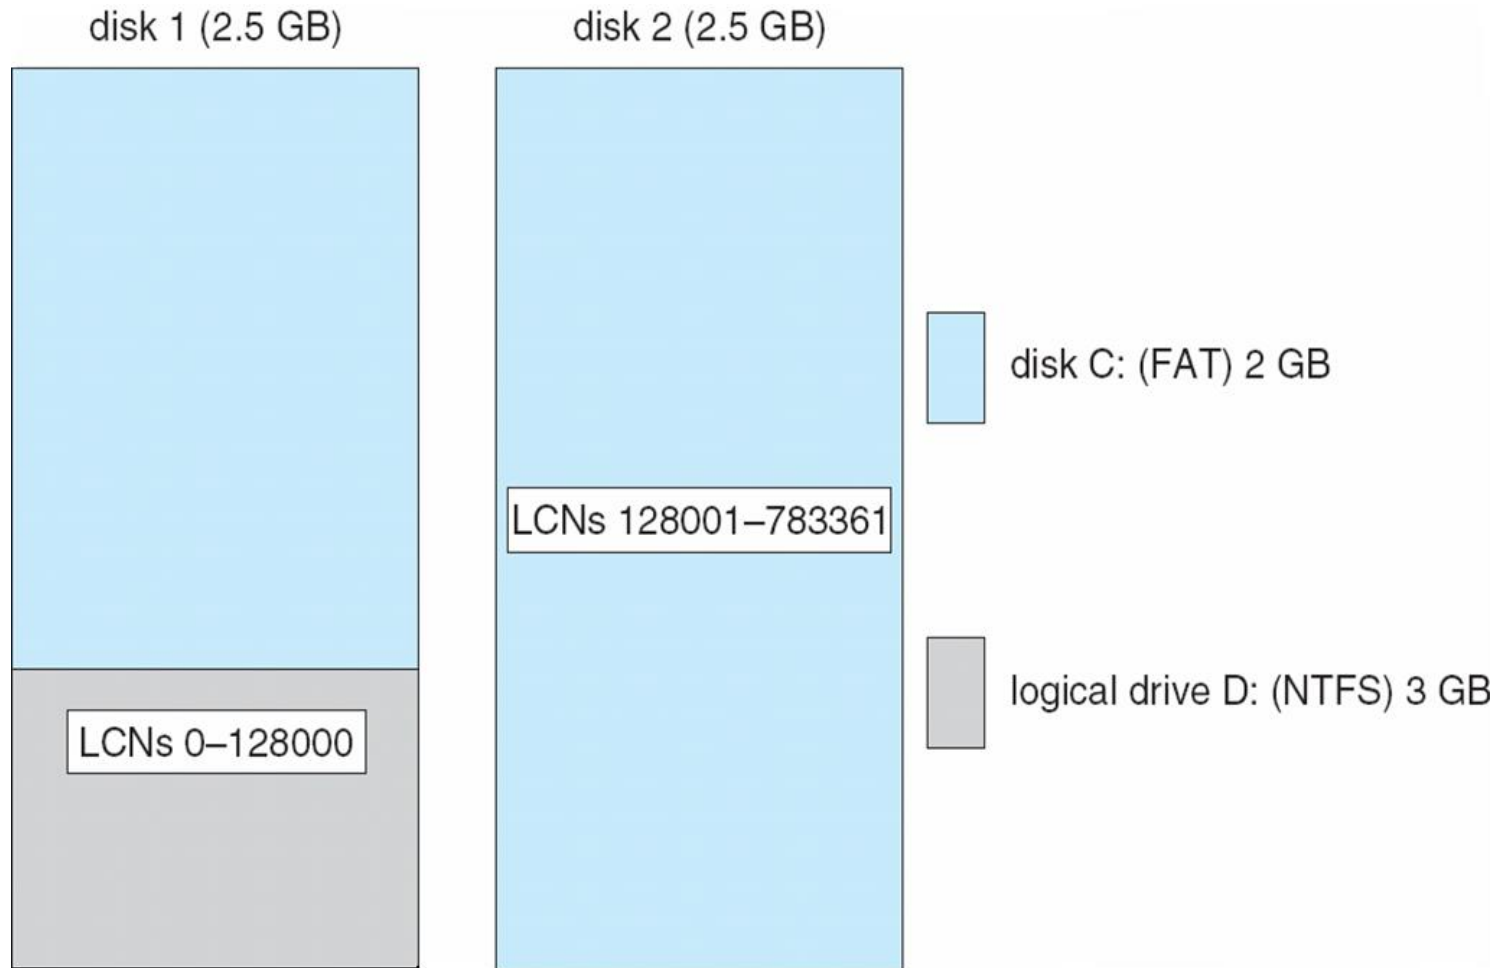 disk 1 (2.5 GB)
disk 2 (2.5 GB)
disk C: (FAT) 2 GB
LCNs 128001–783361
logical drive D: (NTFS) 3 GB
LCNs 0–128000